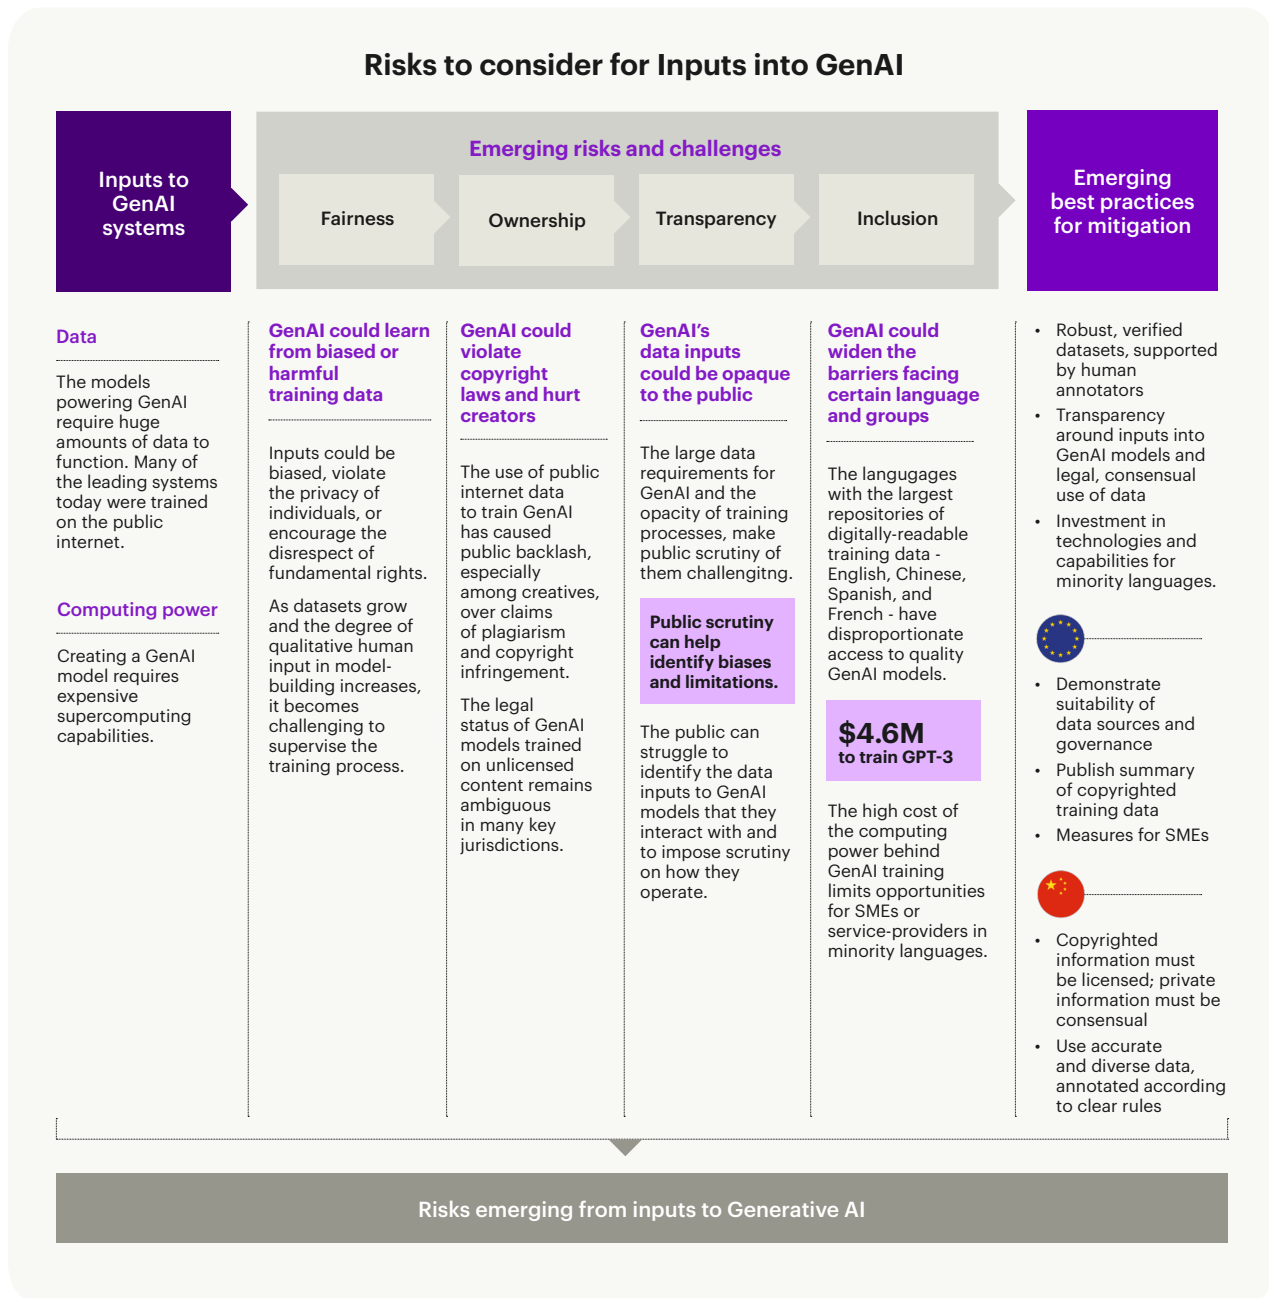 Risks to consider for Inputs into GenAI
Inputs to
GenAI
systems
Emerging risks and challenges
Fairness
Ownership
Transparency
Inclusion
Emerging
best practices
for mitigation
Data
The models
powering GenAI
require huge
amounts of data to
function. Many of
the leading systems
today were trained
on the public
internet.
Computing power
Creating a GenAI
model requires
expensive
supercomputing
capabilities.
GenAI could learn
from biased or
harmful
training data
Inputs could be
biased, violate
the privacy of
individuals, or
encourage the
disrespect of
fundamental rights.
As datasets grow
and the degree of
qualitative human
input in model-
building increases,
it becomes
challenging to
supervise the
training process.
GenAI could
violate
copyright
laws and hurt
creators
The use of public
internet data
to train GenAI
has caused
public backlash,
especially
among creatives,
over claims
of plagiarism
and copyright
infringement.
The legal
status of GenAI
models trained
on unlicensed
content remains
ambiguous
in many key
jurisdictions.
GenAI's
data inputs
could be opaque
to the public
The large data
requirements for
GenAI and the
opacity of training
processes, make
public scrutiny of
them challengitng.
Public scrutiny
can help
identify biases
and limitations.
The public can
struggle to
identify the data
inputs to GenAI
models that they
interact with and
to impose scrutiny
on how they
operate.
GenAI could
widen the
barriers facing
certain language
and groups
The langugages
with the largest
repositories of
digitally-readable
training data -
English, Chinese,
Spanish, and
French - have
disproportionate
access to quality
GenAI models.
$4.6M
to train GPT-3
The high cost of
the computing
power behind
GenAI training
limits opportunities
for SMEs or
service-providers in
minority languages.
• Robust, verified
datasets, supported
by human
annotators
• Transparency
around inputs into
GenAI models and
legal, consensual
use of data
• Investment in
technologies and
capabilities for
minority languages.
• Demonstrate
suitability of
data sources and
governance
• Publish summary
of copyrighted
training data
• Measures for SMEs
• Copyrighted
information must
be licensed; private
information must be
consensual
• Use accurate
and diverse data,
annotated according
to clear rules
Risks emerging from inputs to Generative AI